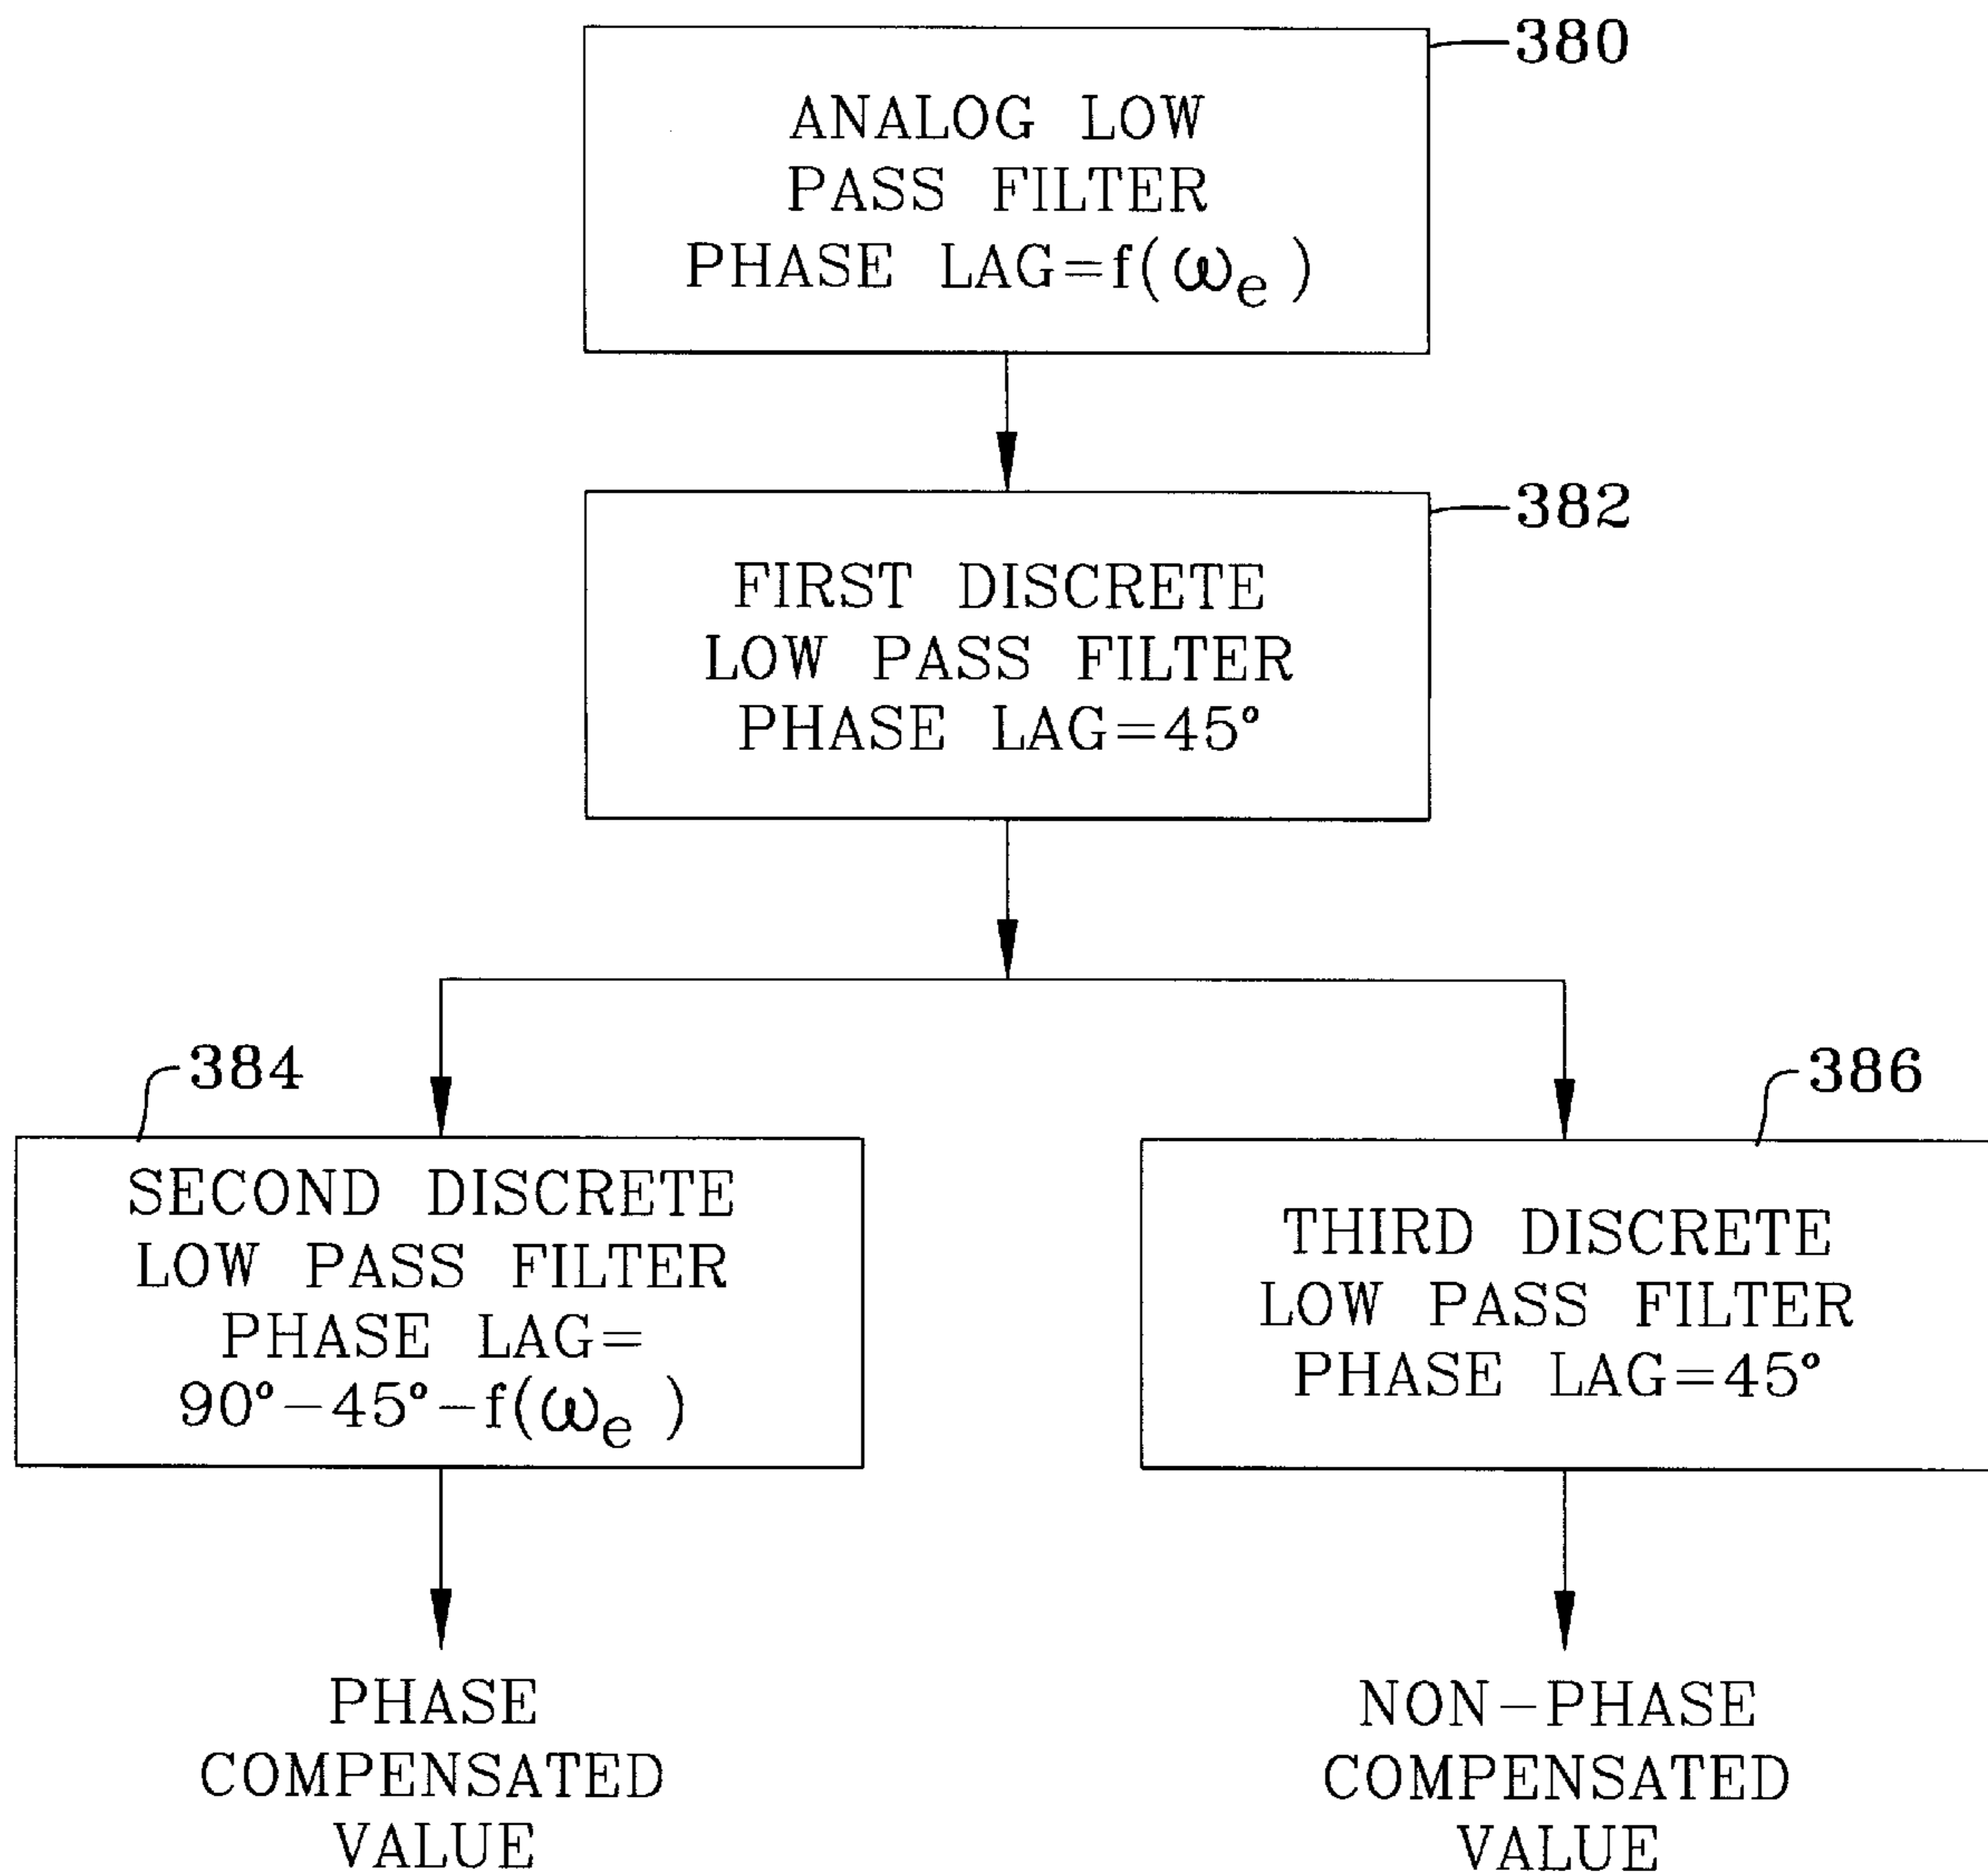 380
ANALOG LOW
PASS FILTER
PHASE LAG=f(ωe )
382
FIRST DISCRETE
LOW PASS FILTER
PHASE LAG=45°
384
SECOND DISCRETE
LOW PASS FILTER
PHASE LAG=
90°-45°-f(ωe )
386
THIRD DISCRETE
LOW PASS FILTER
PHASE LAG=45°
PHASE
COMPENSATED
VALUE
NON-PHASE
COMPENSATED
VALUE